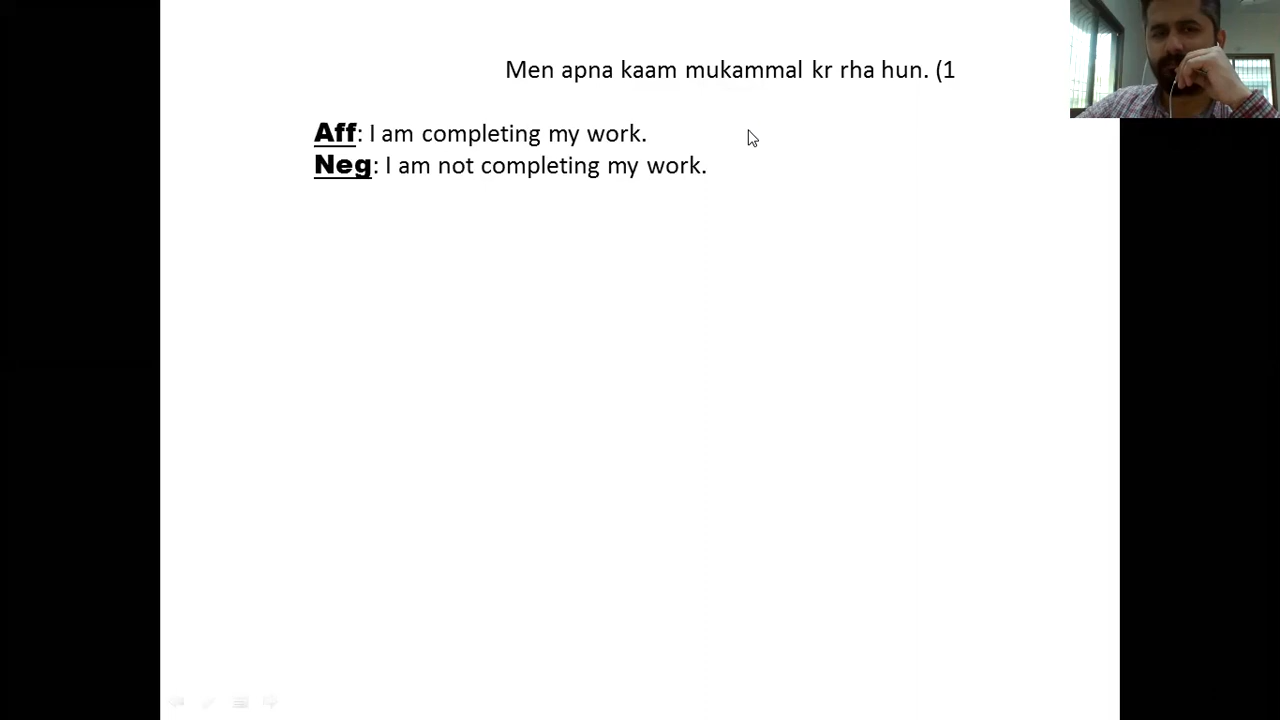 Men apna kaam mukammal kr rha hun. (1
Aff: I am completing my work.
Neg: I am not completing my work.